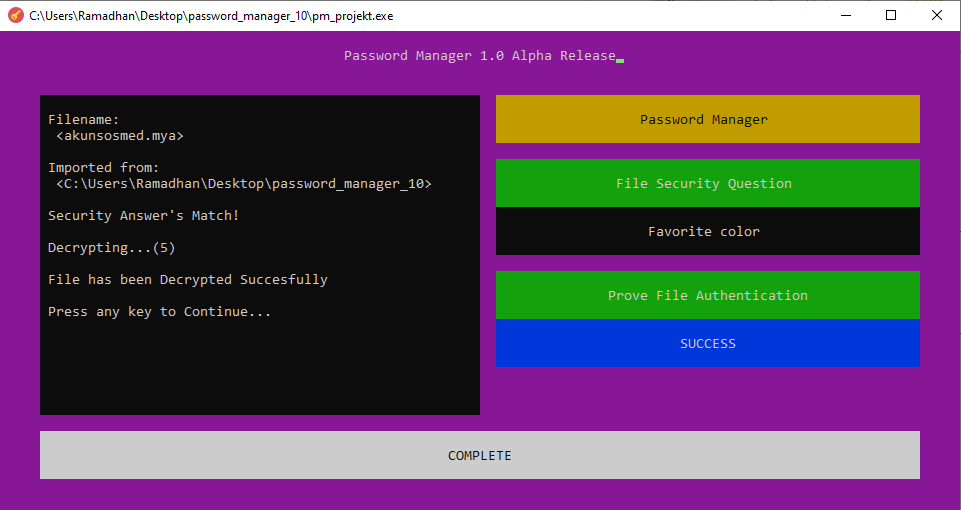 C:\Users\Ramadhan\Desktop\password_manager_10\pm_projekt.exe
Password Manager 1.0 Alpha Release
Filename:
<akunsosmed.mya>
Imported from:
<C:\Users\Ramadhan\Desktop\password_manager_10>
Security Answer's Match!
Decrypting...(5)
File has been Decrypted Succesfully
Press any key to Continue...
Password Manager
File Security Question
Favorite color
Prove File Authentication
SUCCESS
COMPLETE